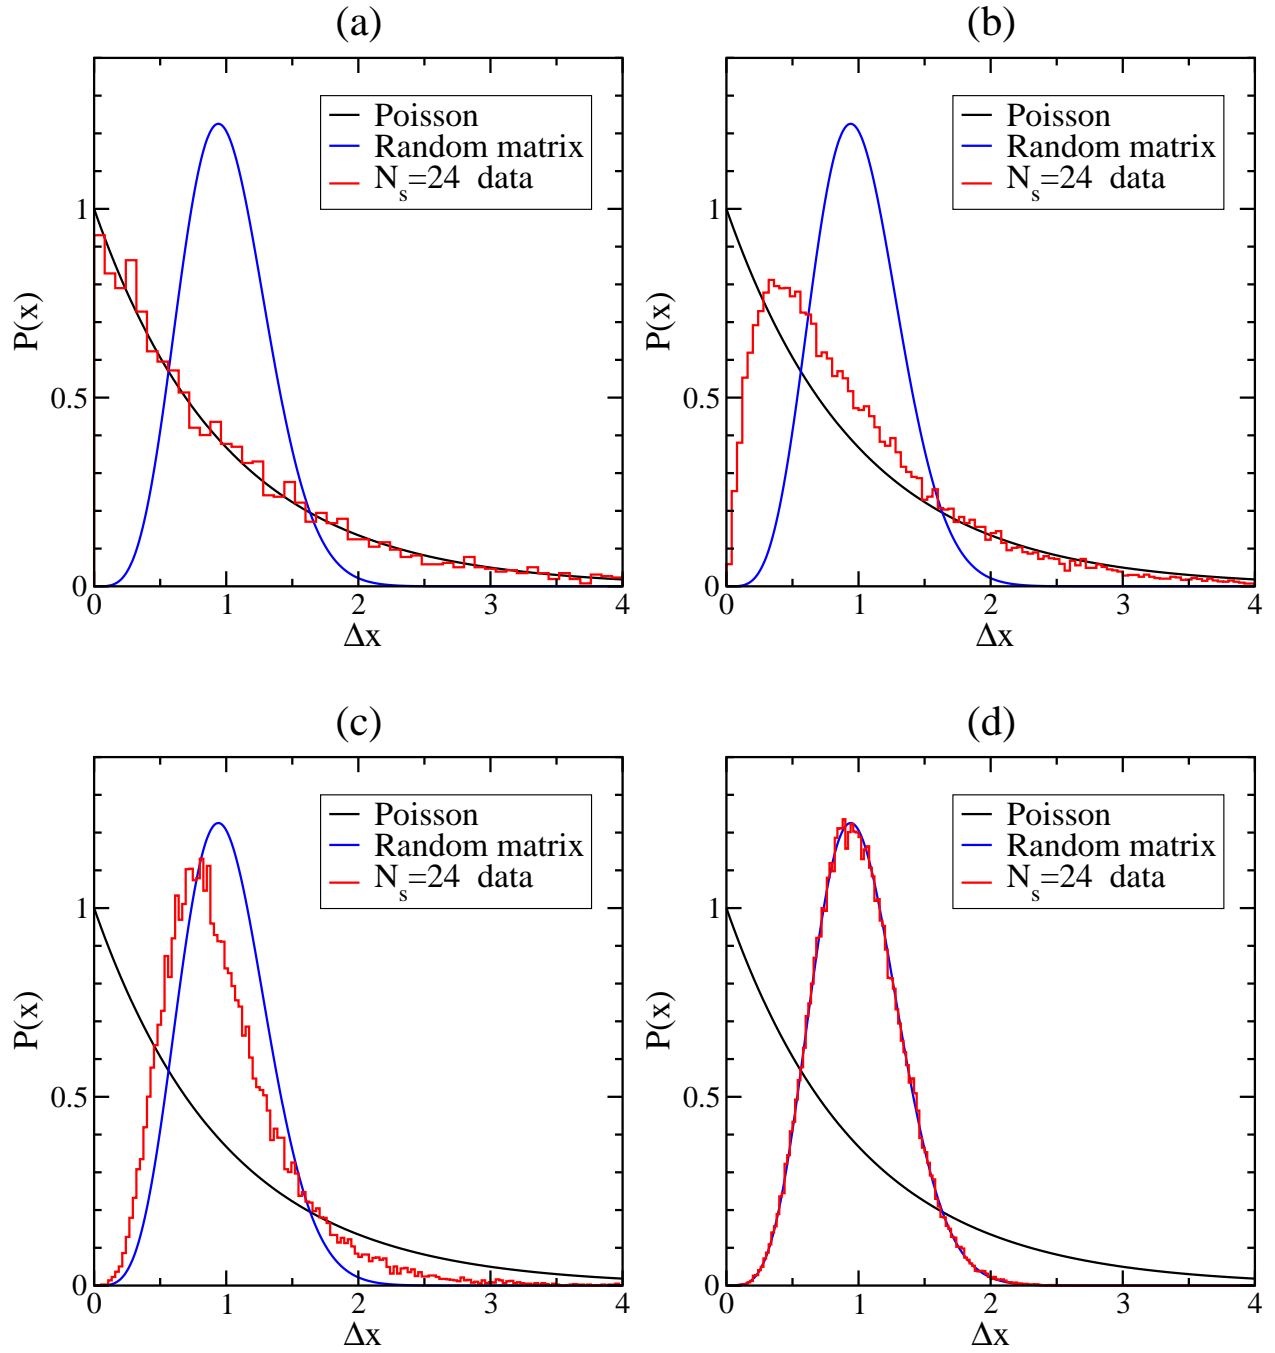 (a)
Poisson
Random matrix
N_s=24 data
P(x)
1
0.5
0
0 1 2 3 4
Δx
(b)
Poisson
Random matrix
N_s=24 data
P(x)
1
0.5
0
0 1 2 3 4
Δx
(c)
Poisson
Random matrix
N_s=24 data
P(x)
1
0.5
0
0 1 2 3 4
Δx
(d)
Poisson
Random matrix
N_s=24 data
P(x)
1
0.5
0
0 1 2 3 4
Δx